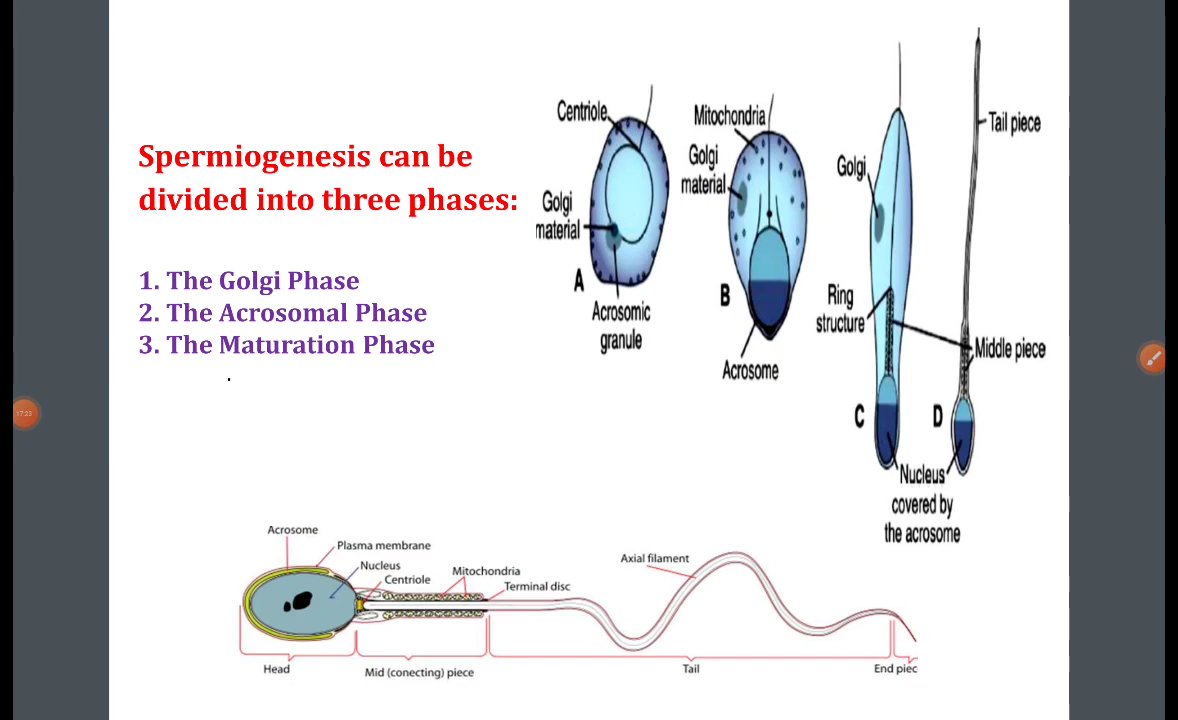 Spermiogenesis can be
divided into three phases:
1. The Golgi Phase
2. The Acrosomal Phase
3. The Maturation Phase
.
Centriole
Golgi
material
A
Acrosomic
granule
Mitochondria
Golgi
material
B
Acrosome
Golgi
Ring
structure
C
Tail piece
Middle piece
D
Nucleus
covered by
the acrosome
Acrosome
Plasma membrane
Nucleus
Centriole
Mitochondria
Terminal disc
Axial filament
Head
Mid (conecting) piece
Tail
End piec
17:23